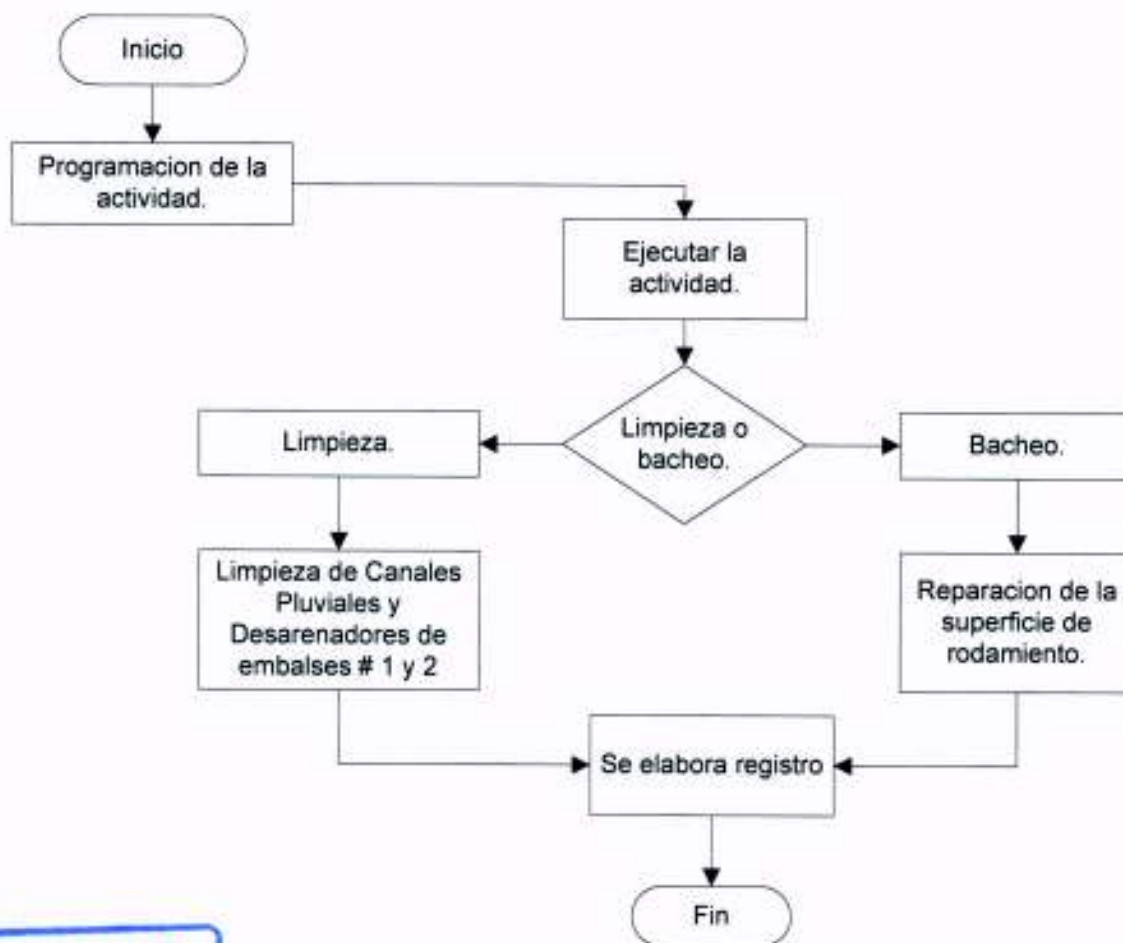 Inicio
Programacion de la
actividad.
Ejecutar la
actividad.
Limpieza o
bacheo.
Limpieza.
Bacheo.
Limpieza de Canales
Pluviales y
Desarenadores de
embalses # 1 y 2
Reparacion de la
superficie de
rodamiento.
Se elabora registro
Fin